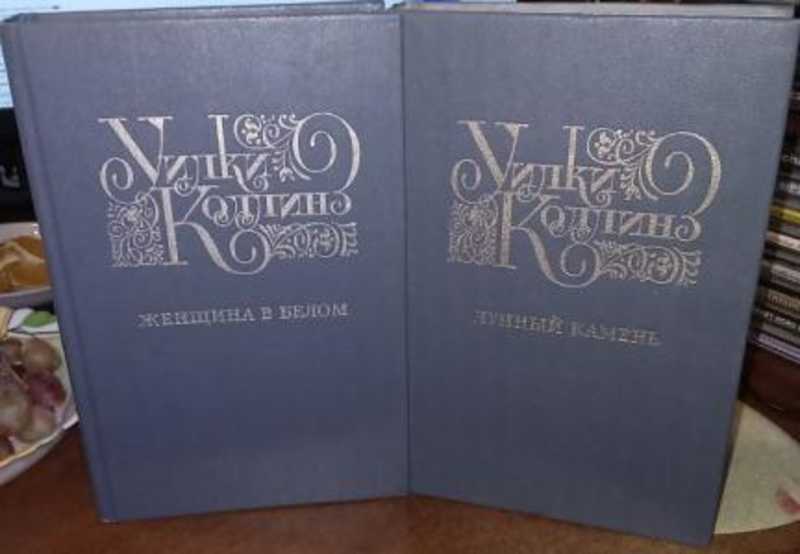 Уилки
Коллинз
ЖЕНЩИНА В БЕЛОМ
Уилки
Коллинз
ЛУННЫЙ КАМЕНЬ